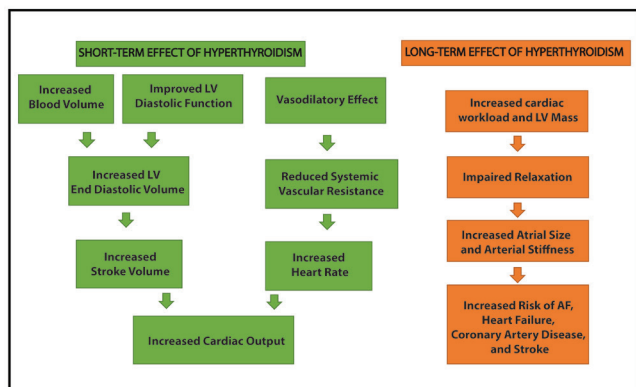 SHORT-TERM EFFECT OF HYPERTHYROIDISM
Increased
Blood Volume
Improved LV
Diastolic Function
Vasodilatory Effect
Increased LV
End Diastolic Volume
Reduced Systemic
Vascular Resistance
Increased
Stroke Volume
Increased
Heart Rate
Increased Cardiac Output
LONG-TERM EFFECT OF HYPERTHYROIDISM
Increased cardiac
workload and LV Mass
Impaired Relaxation
Increased Atrial Size
and Arterial Stiffness
Increased Risk of AF,
Heart Failure,
Coronary Artery Disease,
and Stroke